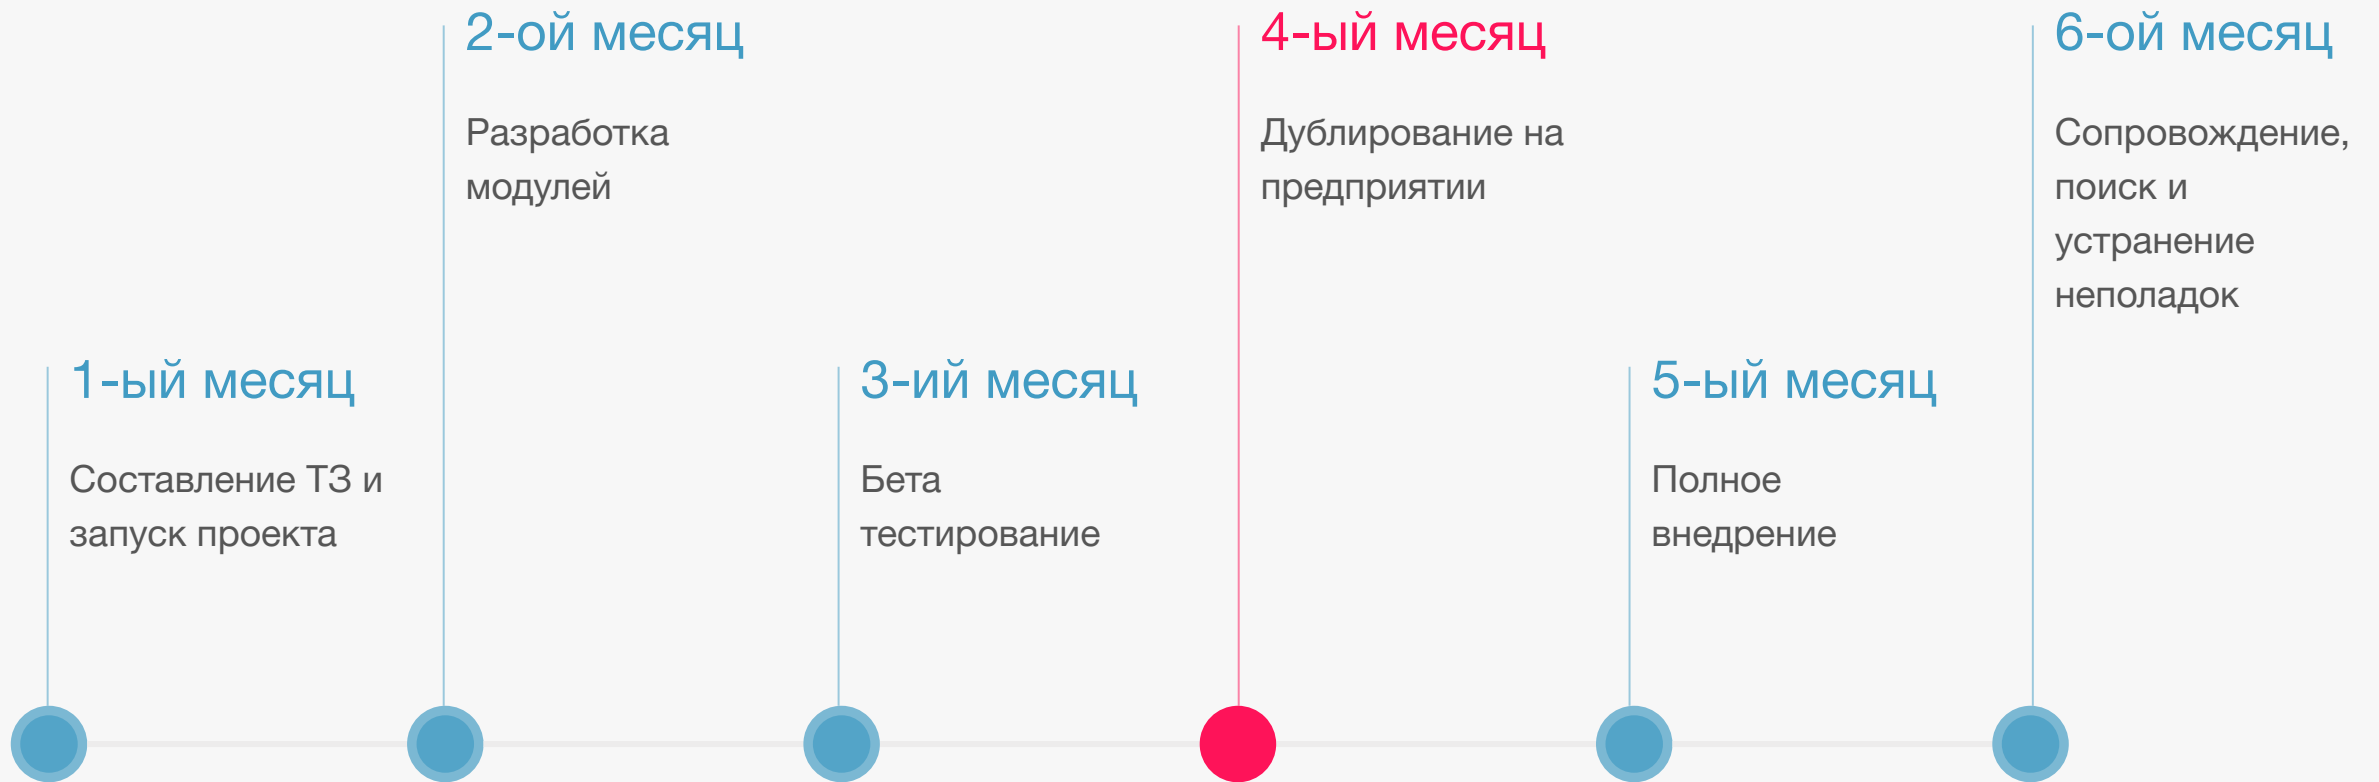 1-ый месяц
Составление ТЗ и
запуск проекта
2-ой месяц
Разработка
модулей
3-ий месяц
Бета
тестирование
4-ый месяц
Дублирование на
предприятии
5-ый месяц
Полное
внедрение
6-ой месяц
Сопровождение,
поиск и
устранение
неполадок